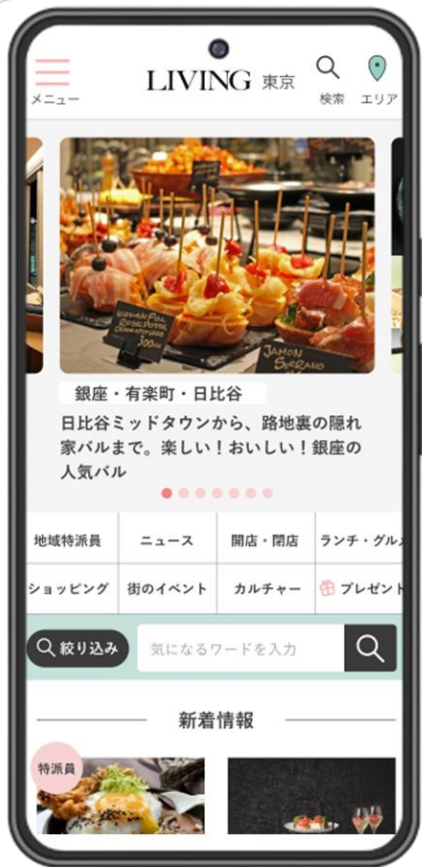 LIVING 東京
メニュー
検索
エリア
JAMON
SERRANO
銀座・有楽町・日比谷
日比谷ミッドタウンから、路地裏の隠れ
家バルまで。楽しい！おいしい！銀座の
人気バル
地域特派員 ニュース 開店・閉店 ランチ・グル
ショッピング 街のイベント カルチャー プレゼント
絞り込み 気になるワードを入力
新着情報
特派員